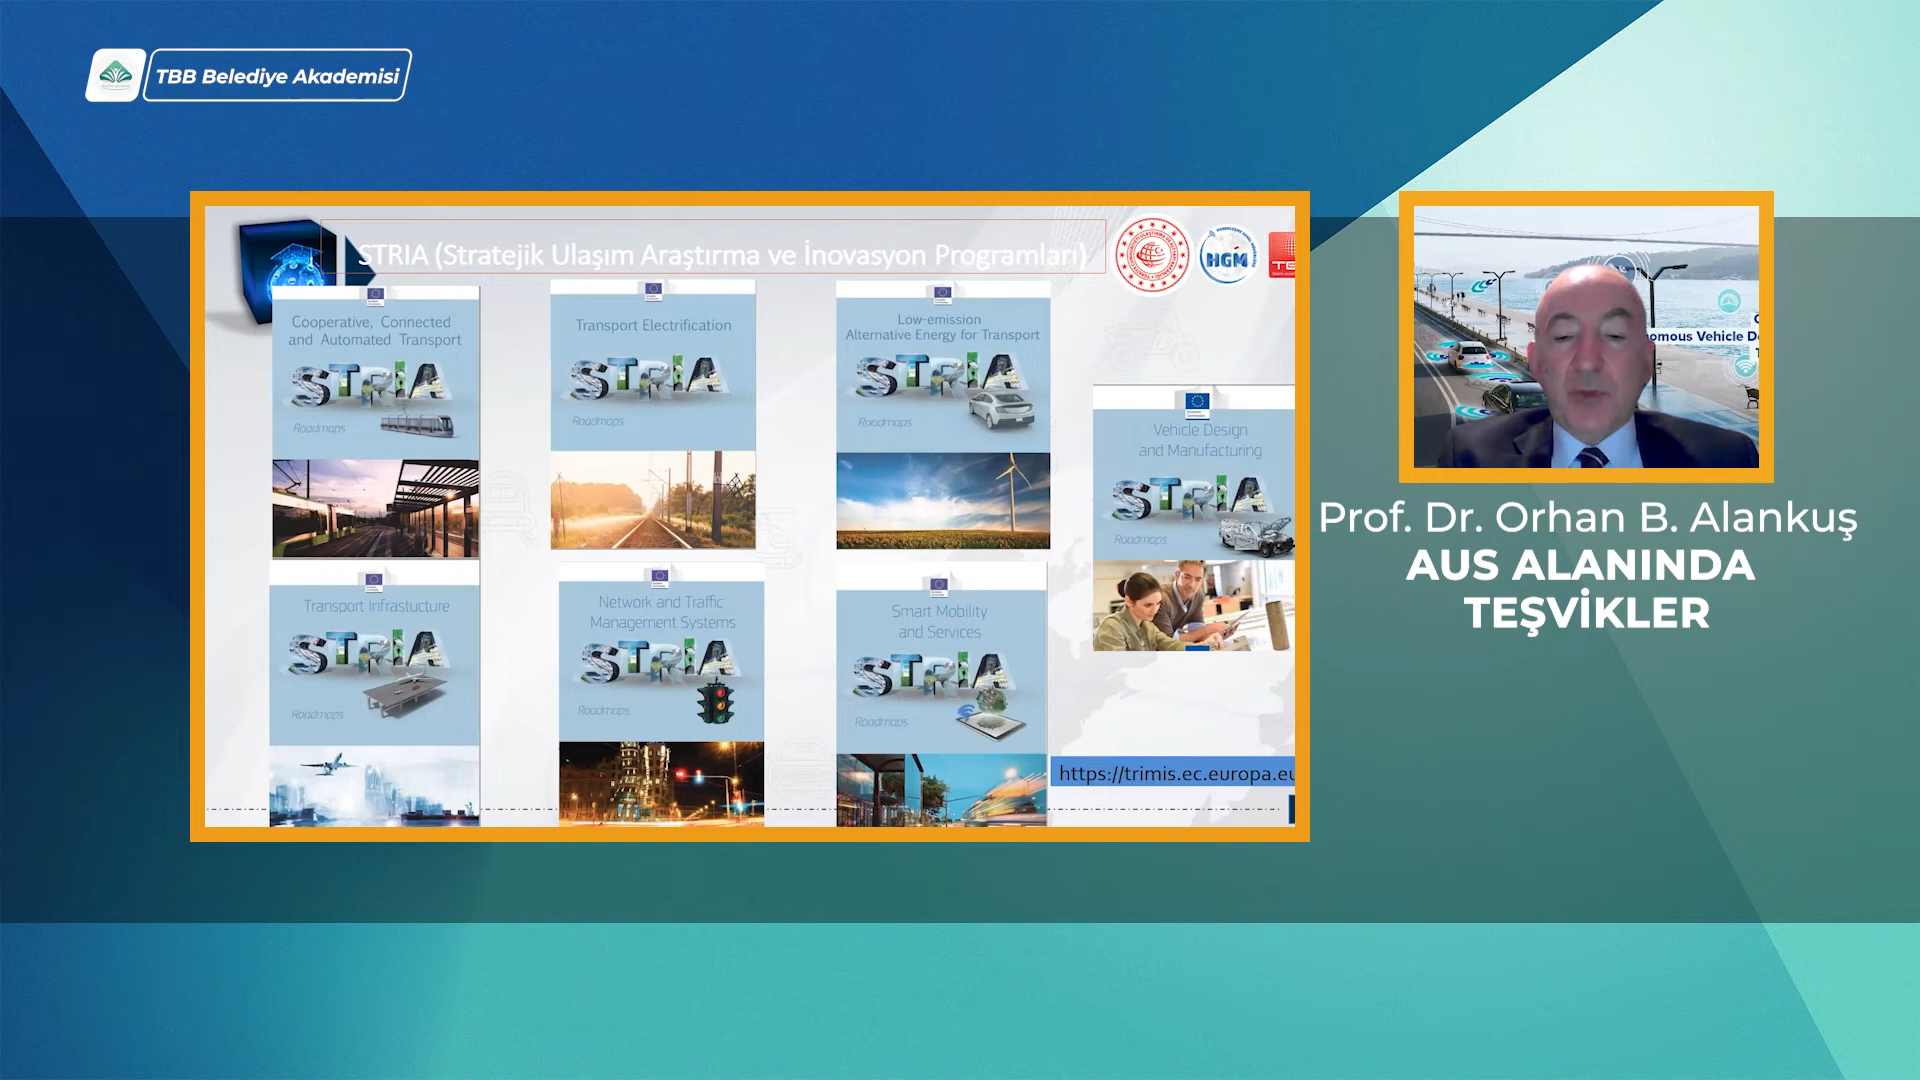 TBB Belediye Akademisi
STRIA (Stratejik Ulaşım Araştırma ve İnovasyon Programları)
HGM
Cooperative, Connected
and Automated Transport
STRIA
Roadmaps
Transport Electrification
STRIA
Roadmaps
Low-emission
Alternative Energy for Transport
STRIA
Roadmaps
Vehicle Design
and Manufacturing
STRIA
Roadmaps
Transport Infrastucture
STRIA
Roadmaps
Network and Traffic
Management Systems
STRIA
Roadmaps
Smart Mobility
and Services
STRIA
Roadmaps
https://trimis.ec.europa.eu
omous Vehicle D
Prof. Dr. Orhan B. Alankuş
AUS ALANINDA
TEŞVİKLER